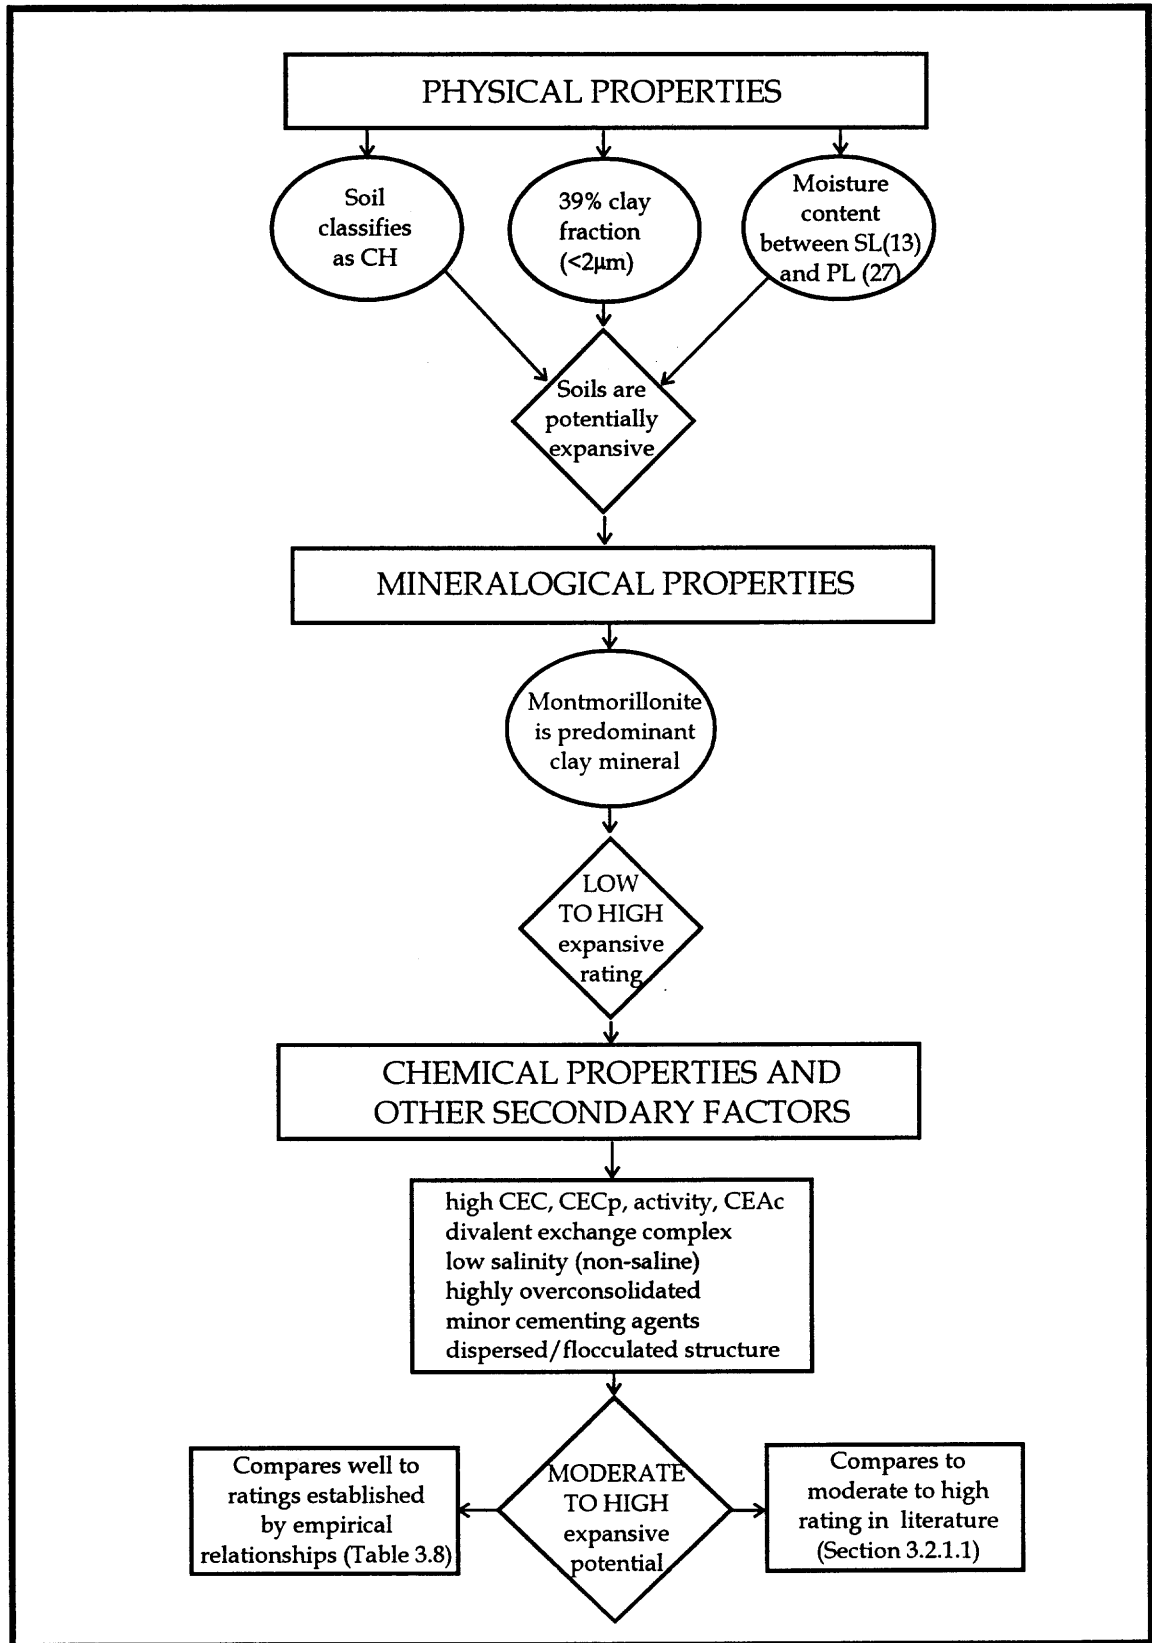 PHYSICAL PROPERTIES
Soil
classifies
as CH
39% clay
fraction
(<2µm)
Moisture
content
between SL(13)
and PL (27)
Soils are
potentially
expansive
MINERALOGICAL PROPERTIES
Montmorillonite
is predominant
clay mineral
LOW
TO HIGH
expansive
rating
CHEMICAL PROPERTIES AND
OTHER SECONDARY FACTORS
high CEC, CECp, activity, CEAc
divalent exchange complex
low salinity (non-saline)
highly overconsolidated
minor cementing agents
dispersed/flocculated structure
Compares well to
ratings established
by empirical
relationships (Table 3.8)
MODERATE
TO HIGH
expansive
potential
Compares to
moderate to high
rating in literature
(Section 3.2.1.1)